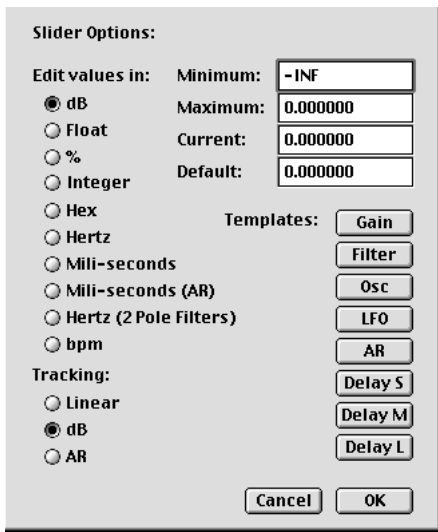 Slider Options:
Edit values in:
dB
Float
%
Integer
Hex
Hertz
Mili-seconds
Mili-seconds (AR)
Hertz (2 Pole Filters)
bpm
Tracking:
Linear
dB
AR
Minimum: -INF
Maximum: 0.000000
Current: 0.000000
Default: 0.000000
Templates: Gain
Filter
Osc
LFO
AR
Delay S
Delay M
Delay L
Cancel OK